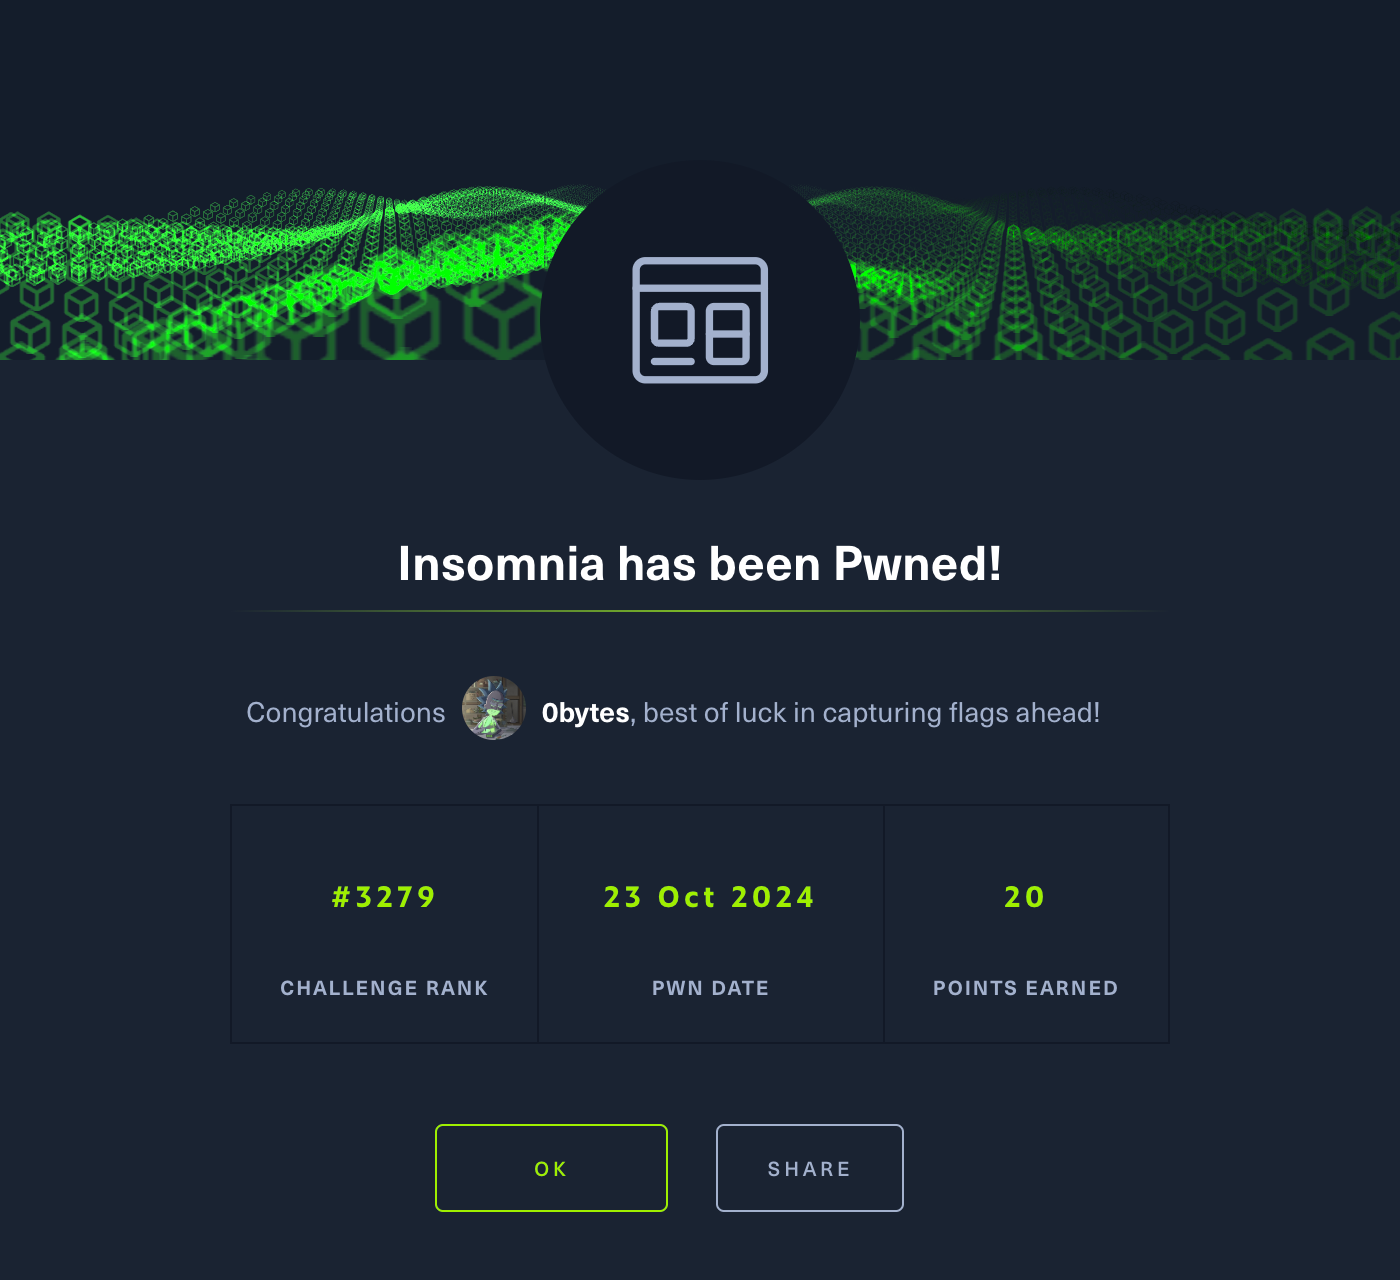 Insomnia has been Pwned!
Congratulations 0bytes, best of luck in capturing flags ahead!
#3279
CHALLENGE RANK
23 Oct 2024
PWN DATE
20
POINTS EARNED
OK
SHARE